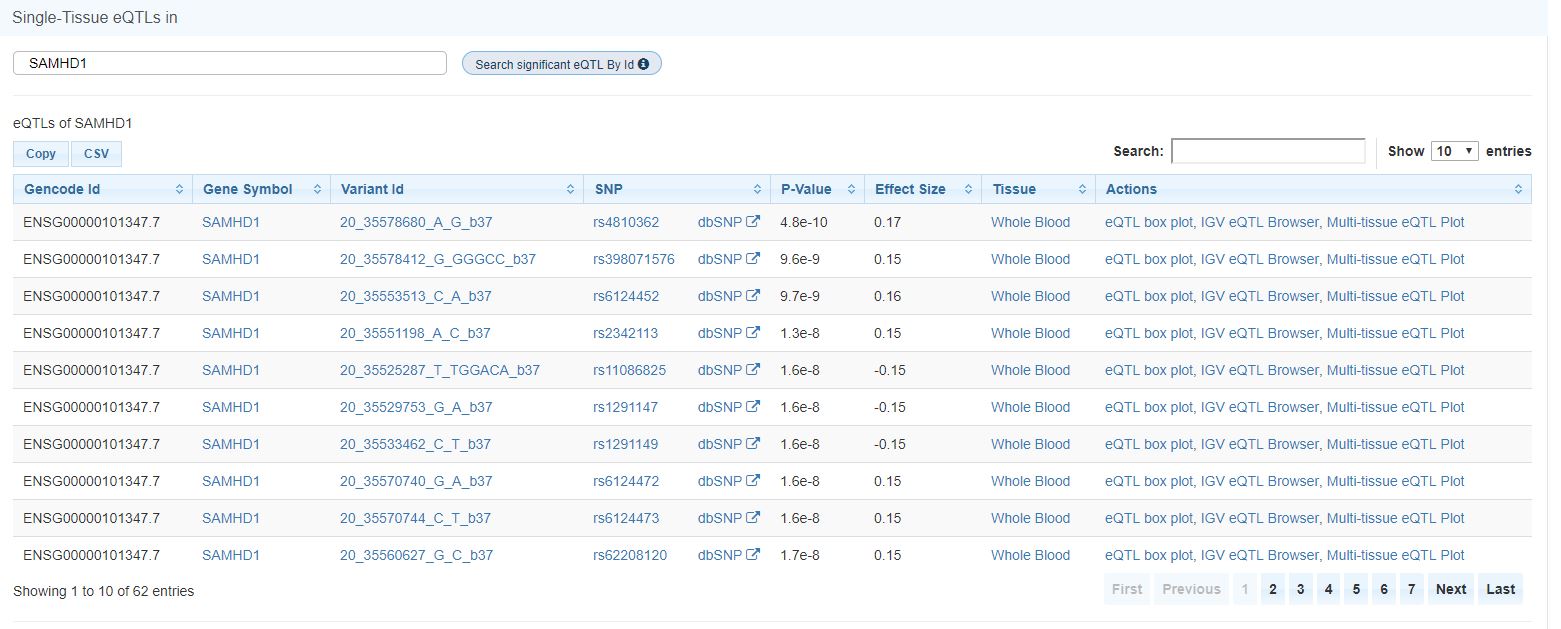 Single-Tissue eQTLs in
SAMHD1 Search significant eQTL By Id
eQTLs of SAMHD1
Copy CSV Search: Show 10 entries
Gencode Id Gene Symbol Variant Id SNP P-Value Effect Size Tissue Actions
ENSG00000101347.7 SAMHD1 20_35578680_A_G_b37 rs4810362 dbSNP 4.8e-10 0.17 Whole Blood eQTL box plot, IGV eQTL Browser, Multi-tissue eQTL Plot
ENSG00000101347.7 SAMHD1 20_35578412_G_GGGCC_b37 rs398071576 dbSNP 9.6e-9 0.15 Whole Blood eQTL box plot, IGV eQTL Browser, Multi-tissue eQTL Plot
ENSG00000101347.7 SAMHD1 20_35553513_C_A_b37 rs6124452 dbSNP 9.7e-9 0.16 Whole Blood eQTL box plot, IGV eQTL Browser, Multi-tissue eQTL Plot
ENSG00000101347.7 SAMHD1 20_35551198_A_C_b37 rs2342113 dbSNP 1.3e-8 0.15 Whole Blood eQTL box plot, IGV eQTL Browser, Multi-tissue eQTL Plot
ENSG00000101347.7 SAMHD1 20_35525287_T_TGGACA_b37 rs11086825 dbSNP 1.6e-8 -0.15 Whole Blood eQTL box plot, IGV eQTL Browser, Multi-tissue eQTL Plot
ENSG00000101347.7 SAMHD1 20_35529753_G_A_b37 rs1291147 dbSNP 1.6e-8 -0.15 Whole Blood eQTL box plot, IGV eQTL Browser, Multi-tissue eQTL Plot
ENSG00000101347.7 SAMHD1 20_35533462_C_T_b37 rs1291149 dbSNP 1.6e-8 -0.15 Whole Blood eQTL box plot, IGV eQTL Browser, Multi-tissue eQTL Plot
ENSG00000101347.7 SAMHD1 20_35570740_G_A_b37 rs6124472 dbSNP 1.6e-8 0.15 Whole Blood eQTL box plot, IGV eQTL Browser, Multi-tissue eQTL Plot
ENSG00000101347.7 SAMHD1 20_35570744_C_T_b37 rs6124473 dbSNP 1.6e-8 0.15 Whole Blood eQTL box plot, IGV eQTL Browser, Multi-tissue eQTL Plot
ENSG00000101347.7 SAMHD1 20_35560627_G_C_b37 rs62208120 dbSNP 1.7e-8 0.15 Whole Blood eQTL box plot, IGV eQTL Browser, Multi-tissue eQTL Plot
Showing 1 to 10 of 62 entries First Previous 1 2 3 4 5 6 7 Next Last